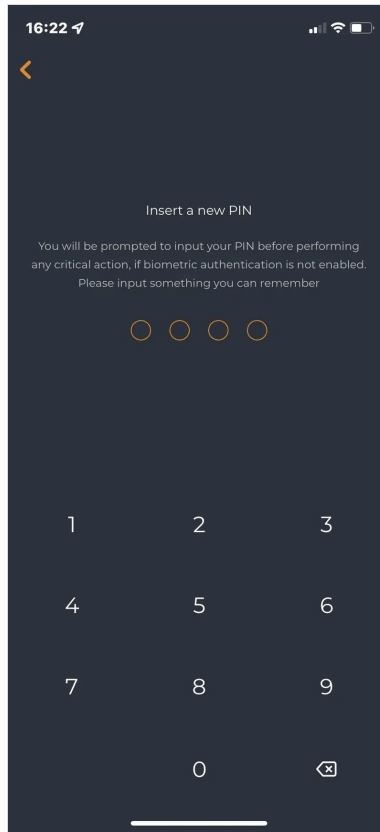 16:22
Insert a new PIN
You will be prompted to input your PIN before performing
any critical action, if biometric authentication is not enabled.
Please input something you can remember
1 2 3
4 5 6
7 8 9
0